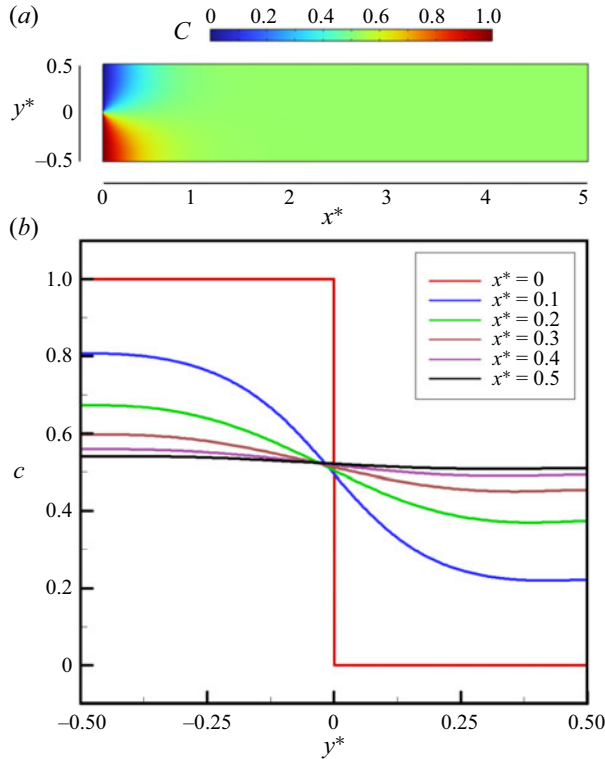 (a)
C 0 0.2 0.4 0.6 0.8 1.0
0.5
y* 0
–0.5
0 1 2 3 4 5
x*
(b)
1.0
0.8
0.6
c
0.4
0.2
0
x* = 0
x* = 0.1
x* = 0.2
x* = 0.3
x* = 0.4
x* = 0.5
–0.50 –0.25 0 0.25 0.50
y*